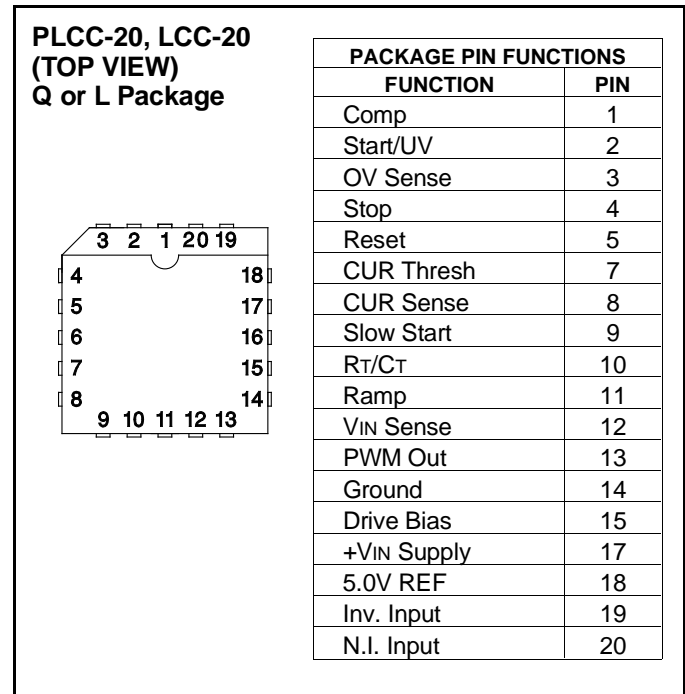 PLCC-20, LCC-20
(TOP VIEW)
Q or L Package
3 2 1 20 19
4 18
5 17
6 16
7 15
8 14
9 10 11 12 13
PACKAGE PIN FUNCTIONS
FUNCTION PIN
Comp 1
Start/UV 2
OV Sense 3
Stop 4
Reset 5
CUR Thresh 7
CUR Sense 8
Slow Start 9
RT/CT 10
Ramp 11
VIN Sense 12
PWM Out 13
Ground 14
Drive Bias 15
+VIN Supply 17
5.0V REF 18
Inv. Input 19
N.I. Input 20